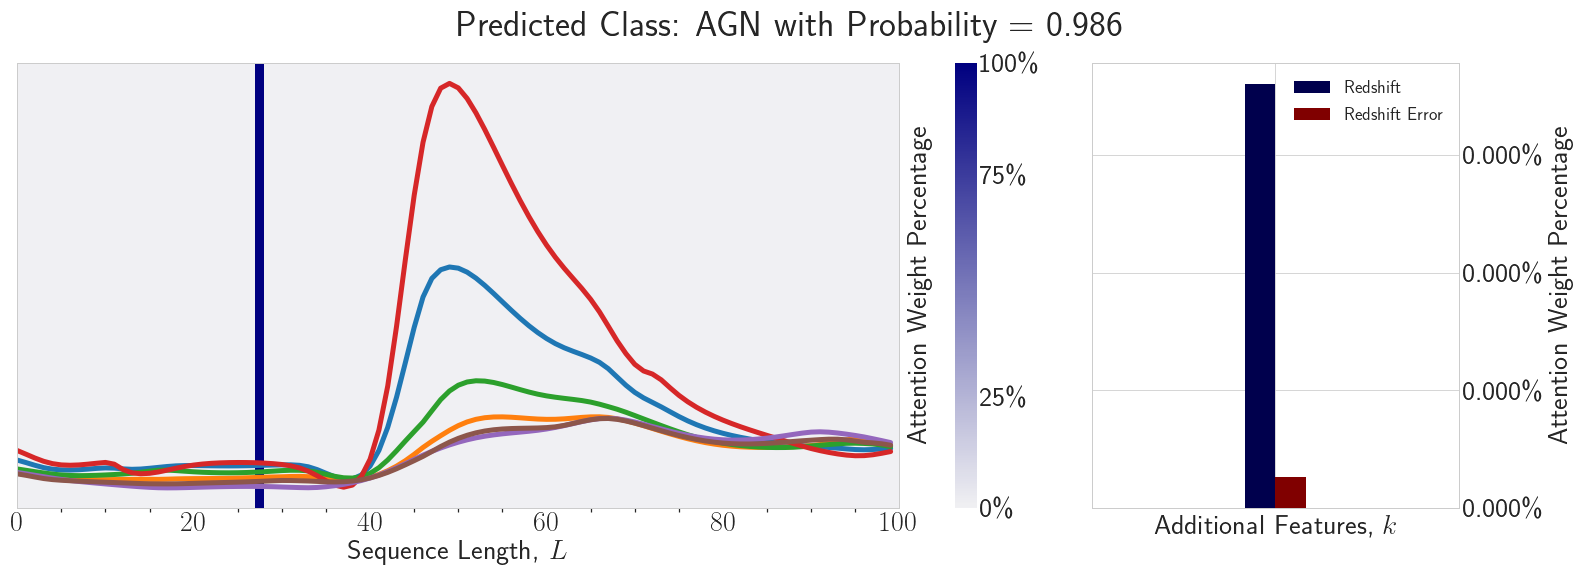 Predicted Class: AGN with Probability = 0.986
0
20
40
60
80
100
Sequence Length, L
100%
75%
25%
0%
Attention Weight Percentage
Redshift
Redshift Error
0.000%
0.000%
0.000%
0.000%
Attention Weight Percentage
Additional Features, k